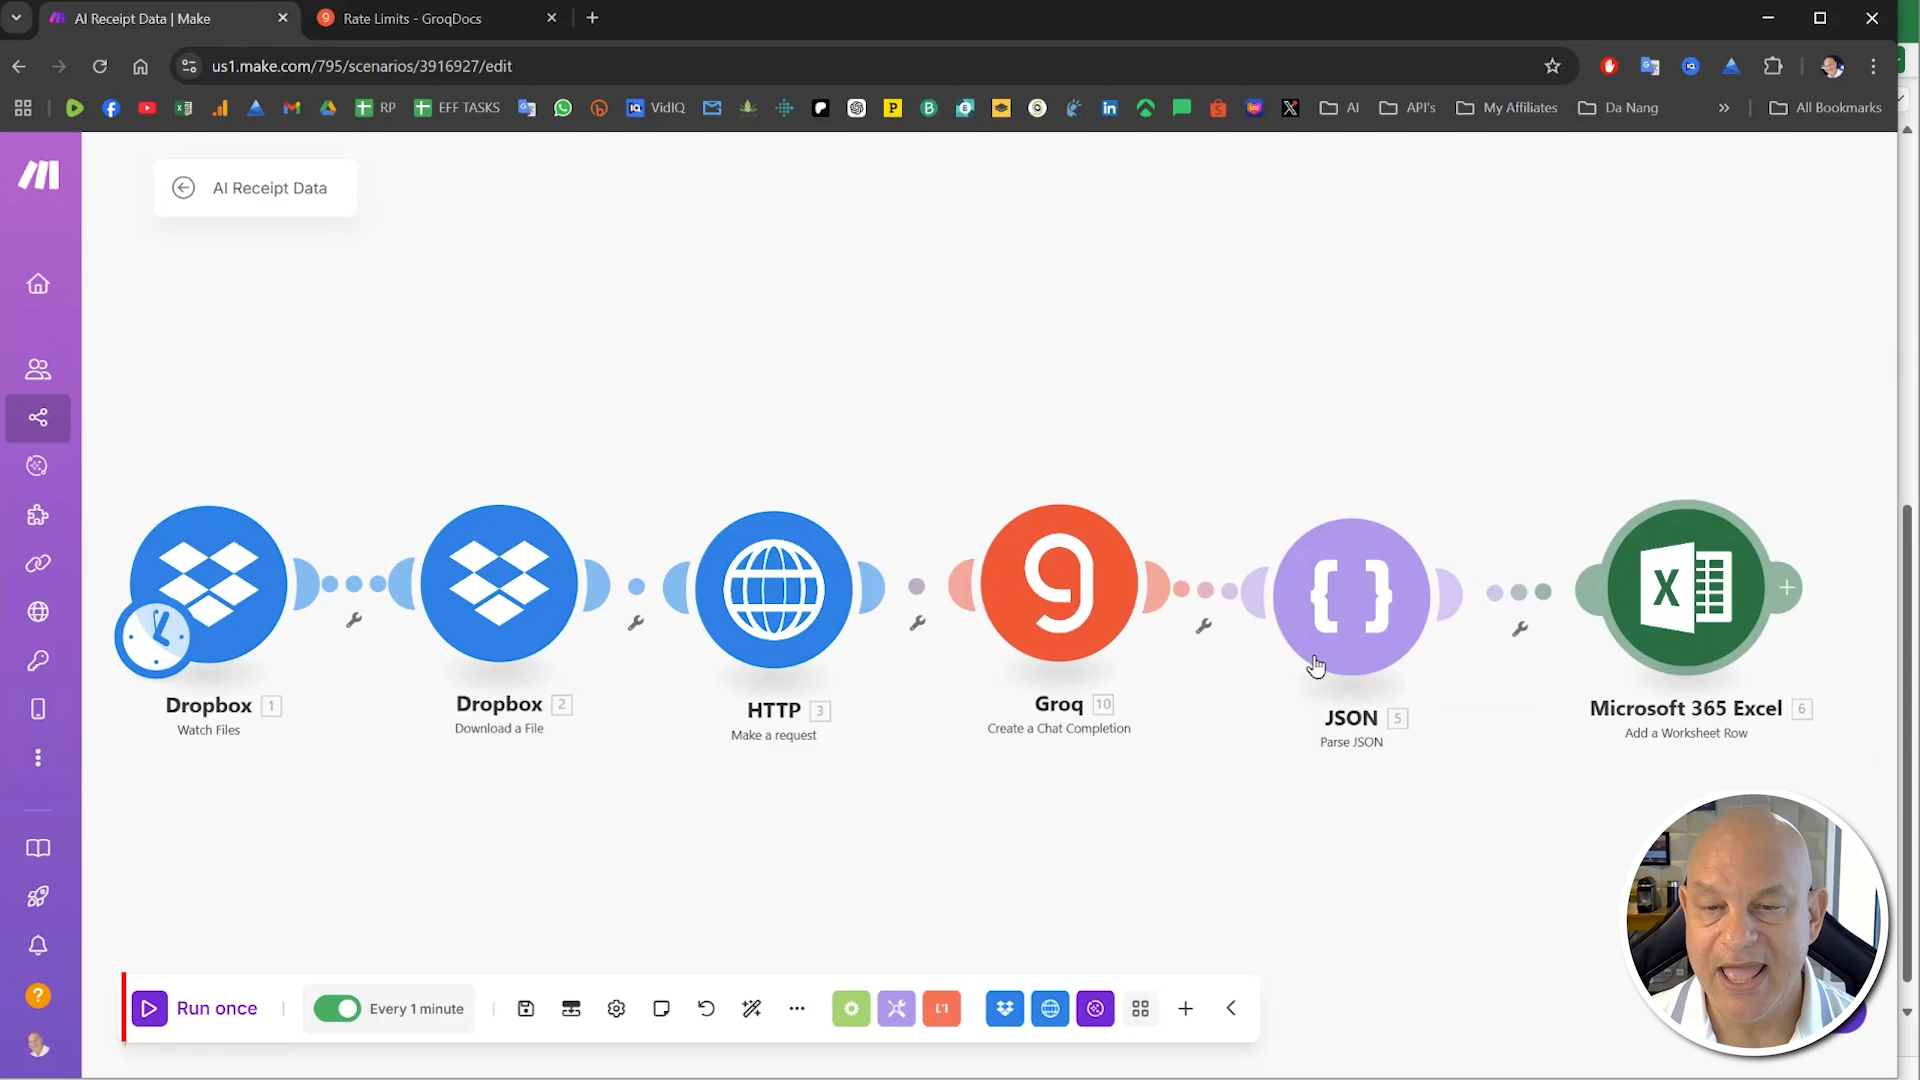 AI Receipt Data | Make
Rate Limits - GroqDocs
us1.make.com/795/scenarios/3916927/edit
RP
EFF TASKS
VidIQ
AI
API's
My Affiliates
Da Nang
All Bookmarks
AI Receipt Data
Dropbox 1
Watch Files
Dropbox 2
Download a File
HTTP 3
Make a request
Groq 10
Create a Chat Completion
JSON 5
Parse JSON
Microsoft 365 Excel 6
Add a Worksheet Row
Run once
Every 1 minute